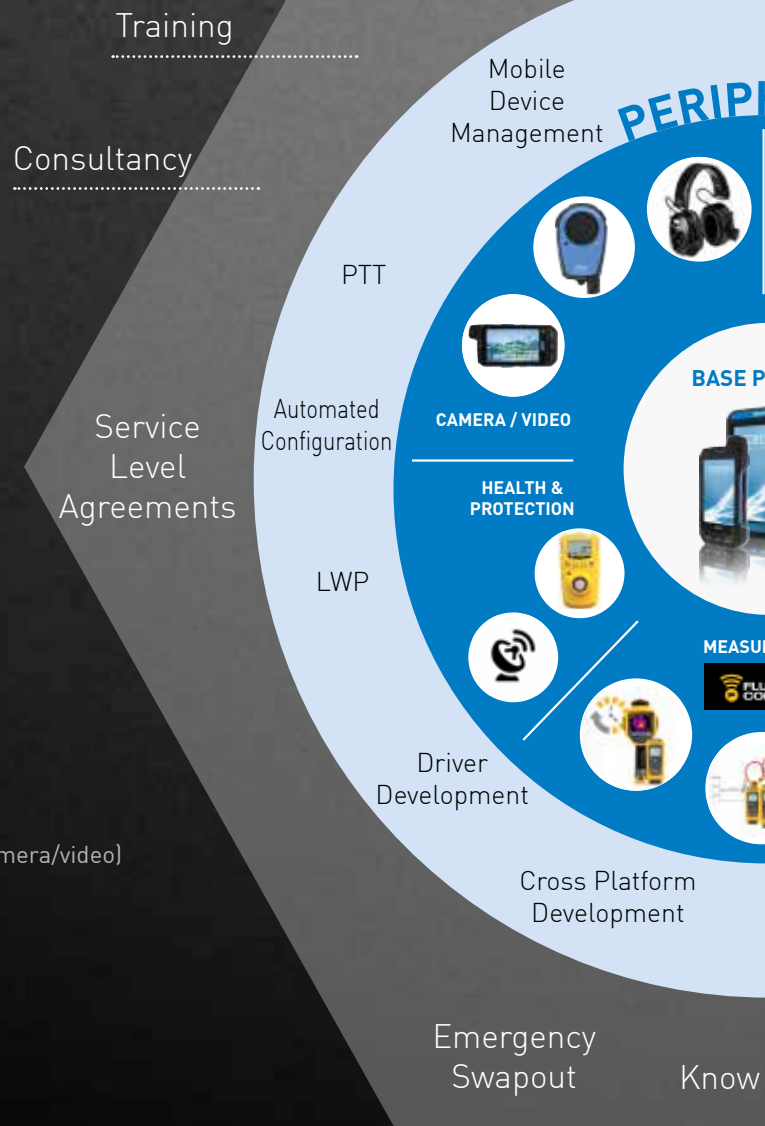 Training
Mobile
Device
Management
PERIP
Consultancy
PTT
BASE P
Automated
Configuration
CAMERA / VIDEO
Service
Level
Agreements
HEALTH &
PROTECTION
LWP
MEASU
Driver
Development
mera/video)
Cross Platform
Development
Emergency
Swapout
Know